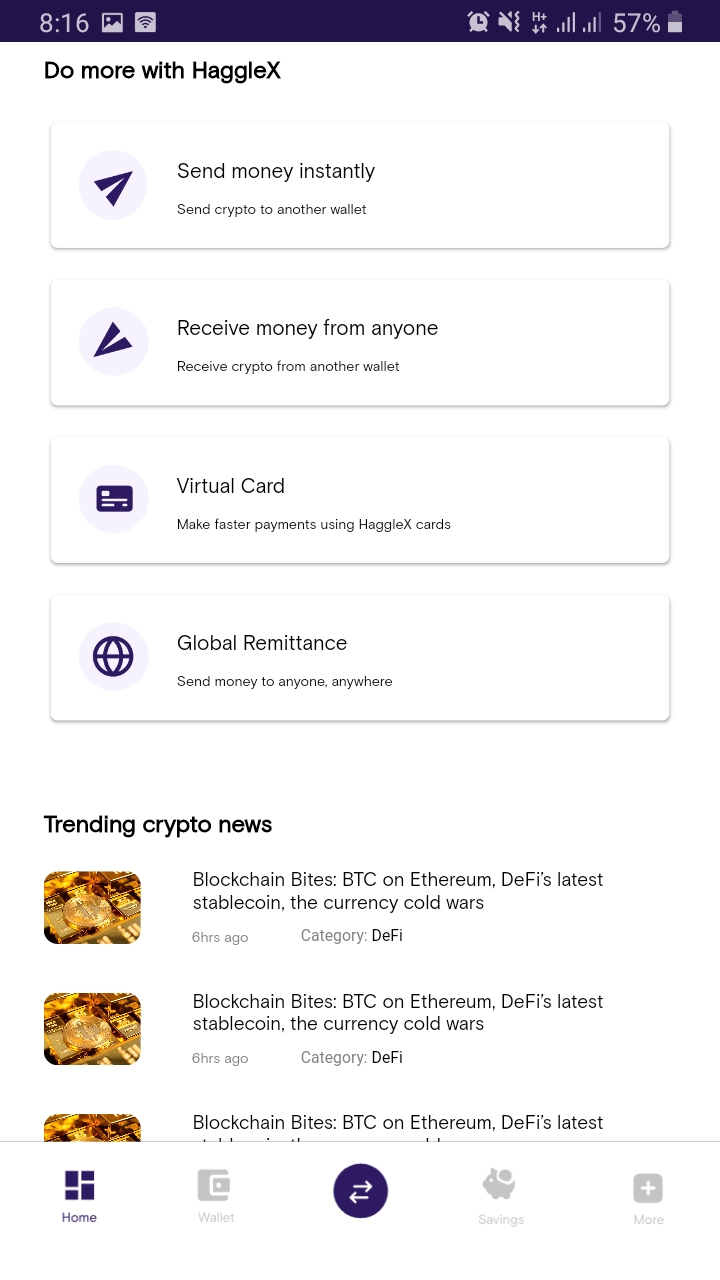 8:16
57%
Do more with HaggleX
Send money instantly
Send crypto to another wallet
Receive money from anyone
Receive crypto from another wallet
Virtual Card
Make faster payments using HaggleX cards
Global Remittance
Send money to anyone, anywhere
Trending crypto news
Blockchain Bites: BTC on Ethereum, DeFi's latest
stablecoin, the currency cold wars
6hrs ago Category: DeFi
Blockchain Bites: BTC on Ethereum, DeFi's latest
stablecoin, the currency cold wars
6hrs ago Category: DeFi
Blockchain Bites: BTC on Ethereum, DeFi's latest
Home
Wallet
Savings
More